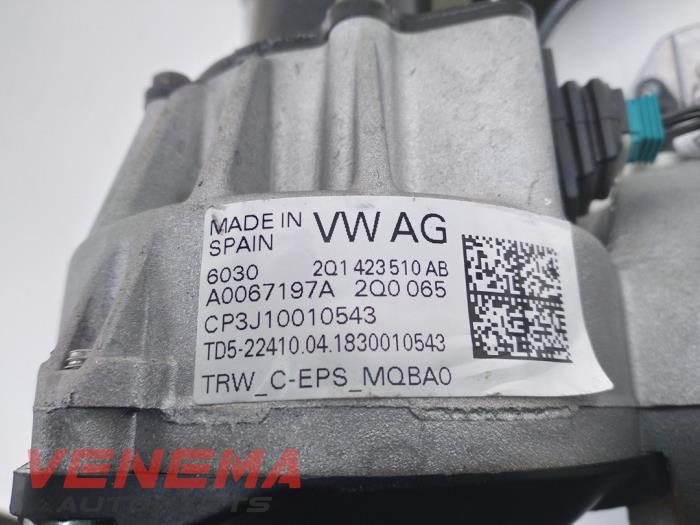 MADE IN SPAIN VW AG
6030 2Q1 423 510 AB
A0067197A 2Q0 065
CP3J10010543
TD5-22410.04.1830010543
TRW_C-EPS_MQBA0
VENEMA
AUTOPARTS